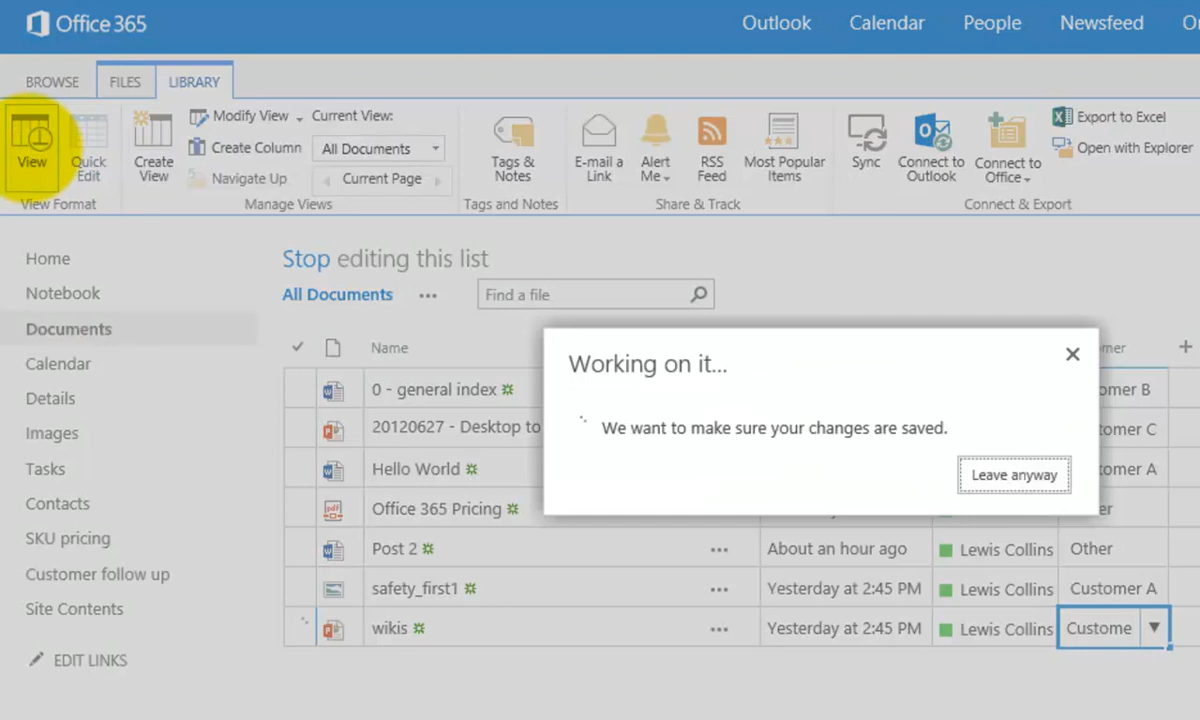 Office 365
Outlook Calendar People Newsfeed
BROWSE FILES LIBRARY
View
Quick Edit
View Format
Create View
Modify View
Create Column
Navigate Up
Current View:
All Documents
Current Page
Manage Views
Tags & Notes
Tags and Notes
E-mail a Link
Alert Me
RSS Feed
Most Popular Items
Share & Track
Sync
Connect to Outlook
Connect to Office
Export to Excel
Open with Explorer
Connect & Export
Home
Notebook
Documents
Calendar
Details
Images
Tasks
Contacts
SKU pricing
Customer follow up
Site Contents
EDIT LINKS
Stop editing this list
All Documents ...
Find a file
Name mer +
0 - general index omer B
20120627 - Desktop to tomer C
Hello World tomer A
pdf
Office 365 Pricing er
Post 2 ... About an hour ago Lewis Collins Other
safety_first1 ... Yesterday at 2:45 PM Lewis Collins Customer A
wikis ... Yesterday at 2:45 PM Lewis Collins Custome
Working on it...
We want to make sure your changes are saved.
Leave anyway